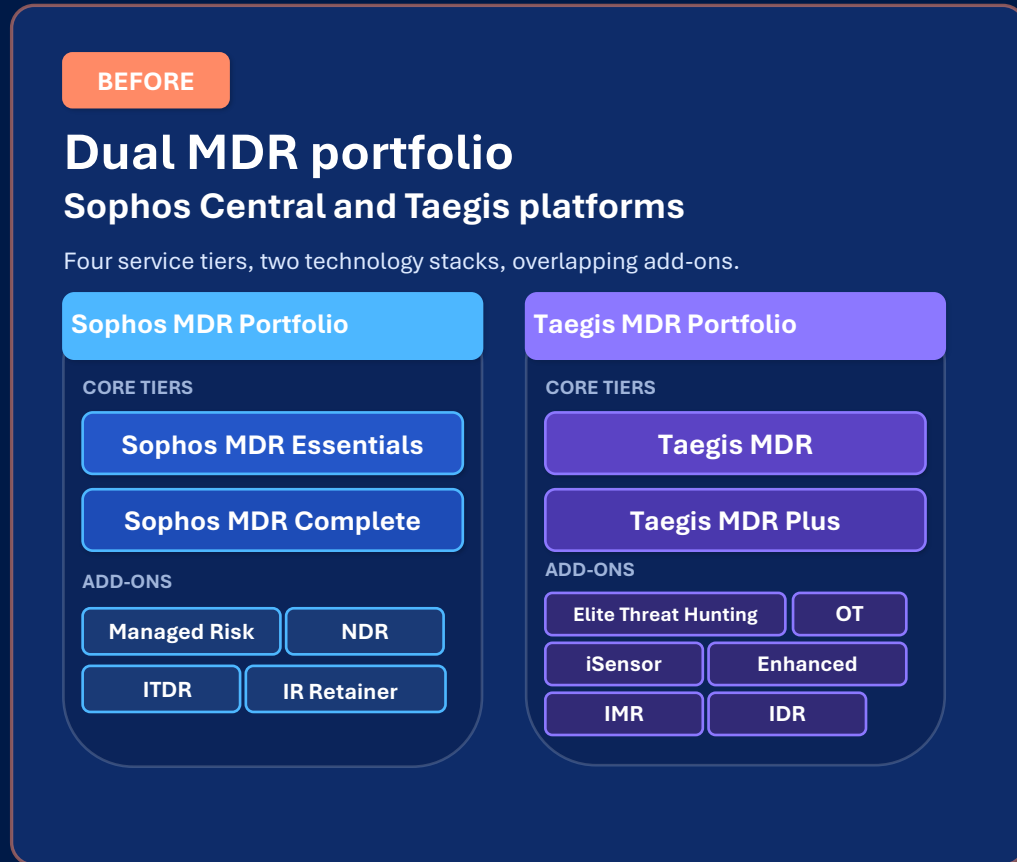 BEFORE
Dual MDR portfolio
Sophos Central and Taegis platforms
Four service tiers, two technology stacks, overlapping add-ons.
Sophos MDR Portfolio
CORE TIERS
Sophos MDR Essentials
Sophos MDR Complete
ADD-ONS
Managed Risk
NDR
ITDR
IR Retainer
Taegis MDR Portfolio
CORE TIERS
Taegis MDR
Taegis MDR Plus
ADD-ONS
Elite Threat Hunting
OT
iSensor
Enhanced
IMR
IDR